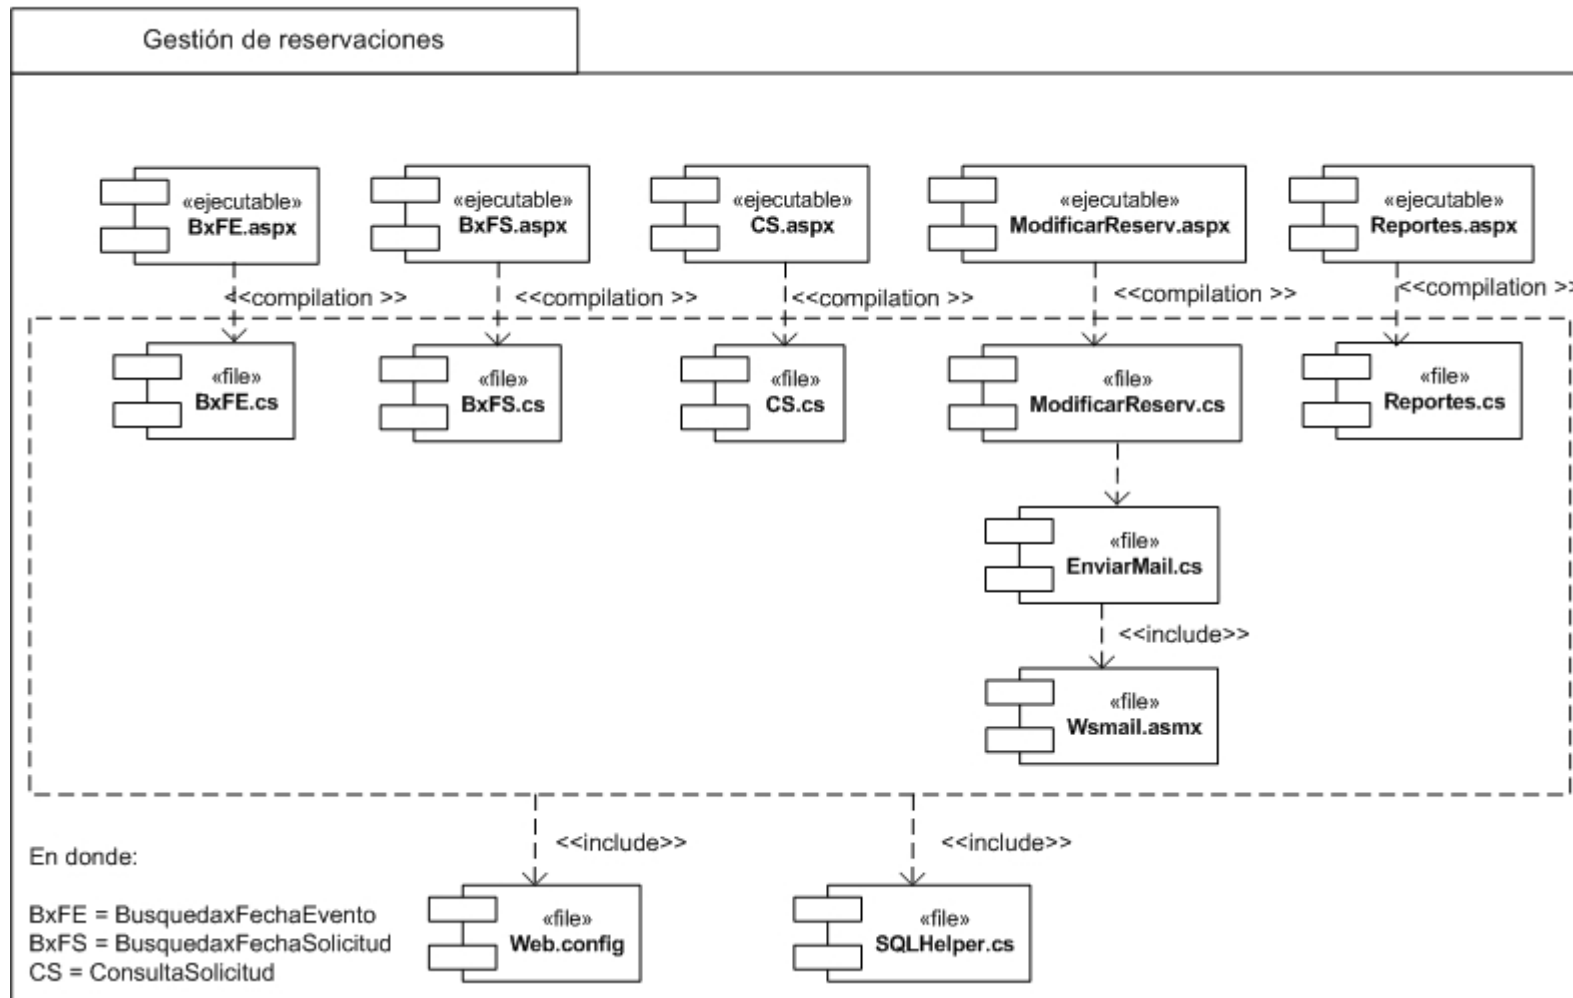 Gestión de reservaciones
«ejecutable»
BxFE.aspx
«ejecutable»
BxFS.aspx
«ejecutable»
CS.aspx
«ejecutable»
ModificarReserv.aspx
«ejecutable»
Reportes.aspx
<<compilation >>
<<compilation >>
<<compilation >>
<<compilation >>
<<compilation >>
«file»
BxFE.cs
«file»
BxFS.cs
«file»
CS.cs
«file»
ModificarReserv.cs
«file»
Reportes.cs
«file»
EnviarMail.cs
<<include>>
«file»
Wsmail.asmx
<<include>>
<<include>>
«file»
Web.config
«file»
SQLHelper.cs
En donde:
BxFE = BusquedaxFechaEvento
BxFS = BusquedaxFechaSolicitud
CS = ConsultaSolicitud